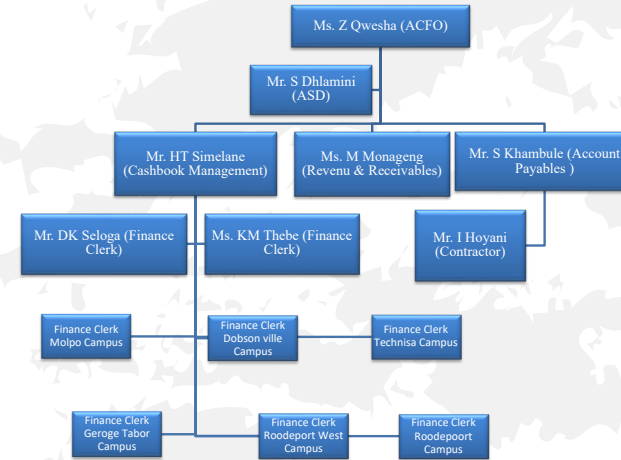 Ms. Z Qwesha (ACFO)
Mr. S Dhlamini
(ASD)
Mr. HT Simelane
(Cashbook Management)
Ms. M Monageng
(Revenu & Receivables)
Mr. S Khambule (Account
Payables )
Mr. DK Seloga (Finance
Clerk)
Ms. KM Thebe (Finance
Clerk)
Mr. I Hoyani
(Contractor)
Finance Clerk
Molpo Campus
Finance Clerk
Dobson ville
Campus
Finance Clerk
Technisa Campus
Finance Clerk
Geroge Tabor
Campus
Finance Clerk
Roodeport West
Campus
Finance Clerk
Roodepoort
Campus